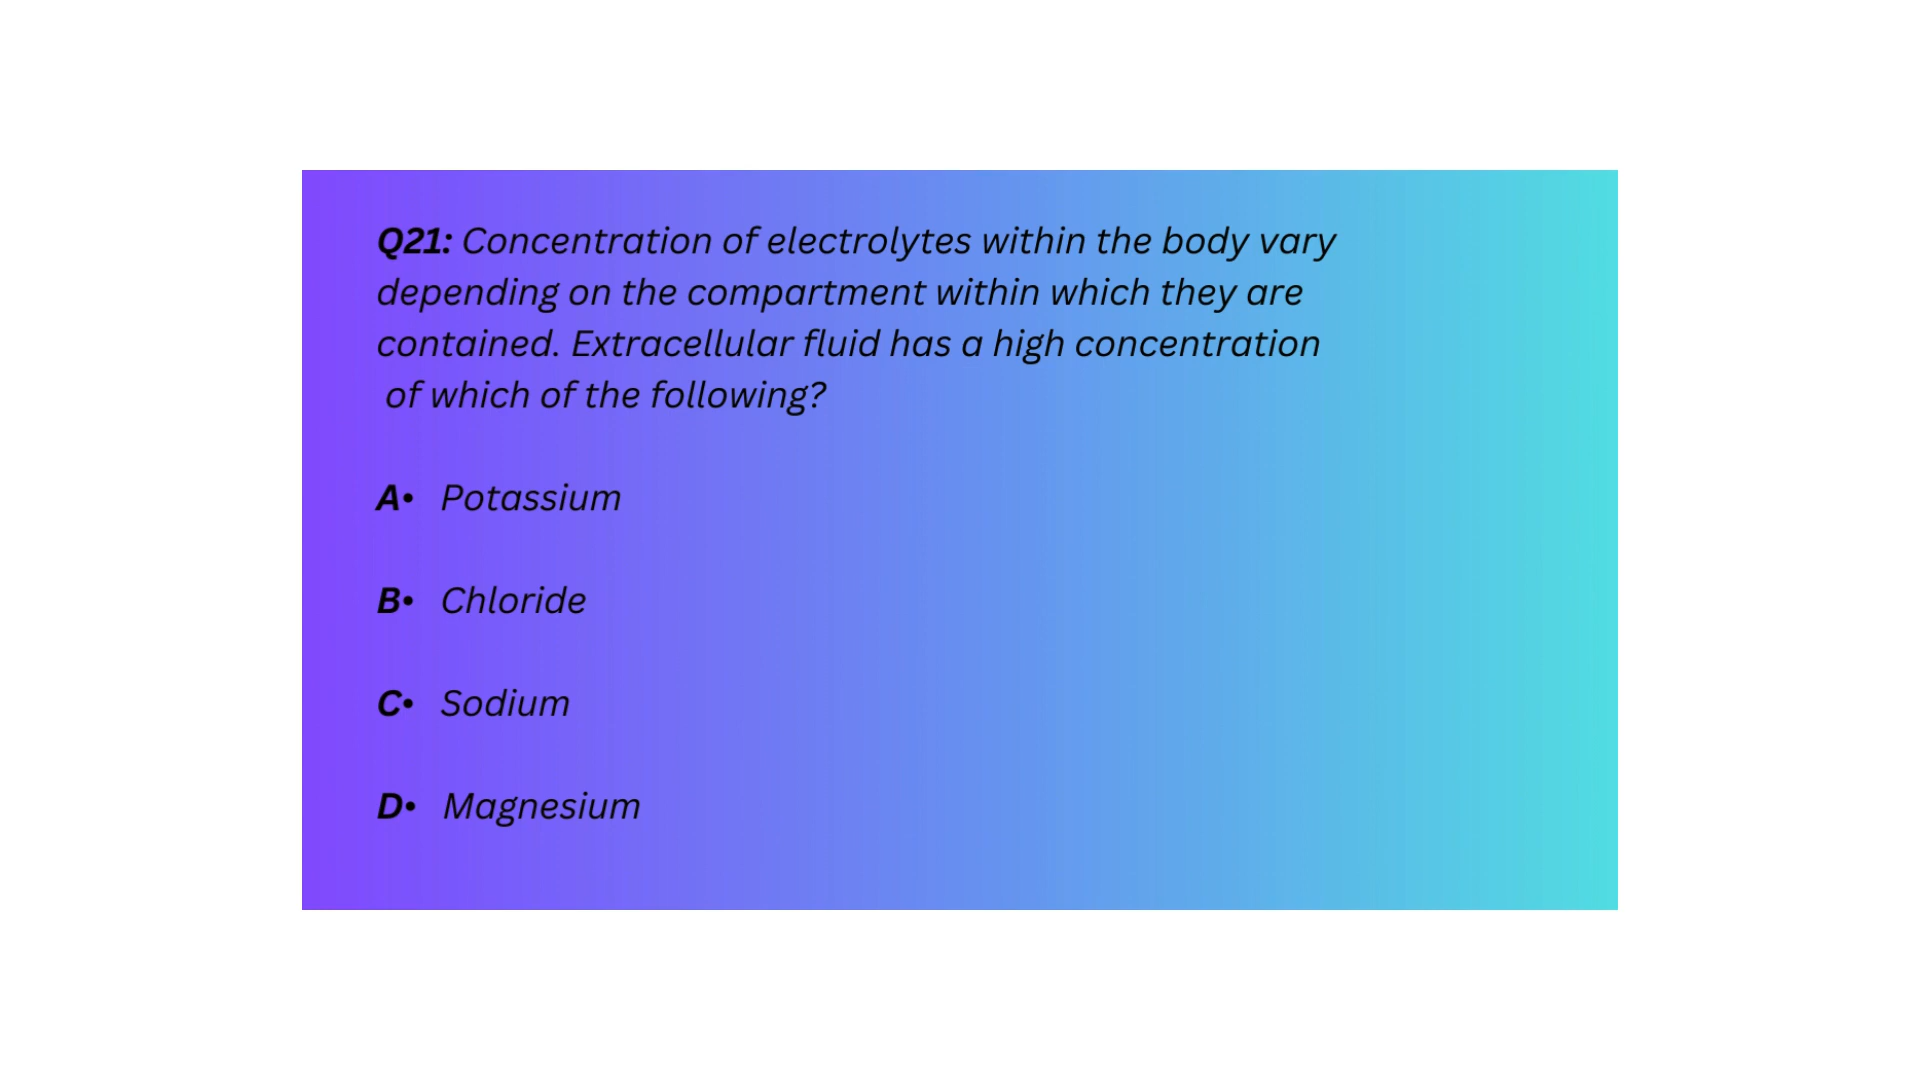 Q21: Concentration of electrolytes within the body vary
depending on the compartment within which they are
contained. Extracellular fluid has a high concentration
of which of the following?
A• Potassium
B• Chloride
C• Sodium
D• Magnesium